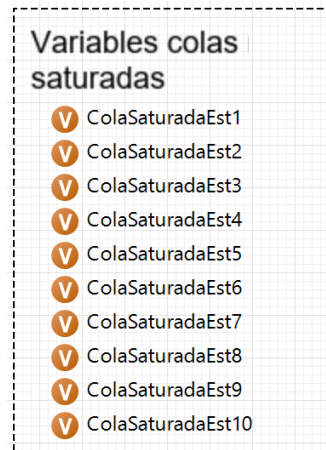 Variables colas
saturadas
V ColaSaturadaEst1
V ColaSaturadaEst2
V ColaSaturadaEst3
V ColaSaturadaEst4
V ColaSaturadaEst5
V ColaSaturadaEst6
V ColaSaturadaEst7
V ColaSaturadaEst8
V ColaSaturadaEst9
V ColaSaturadaEst10